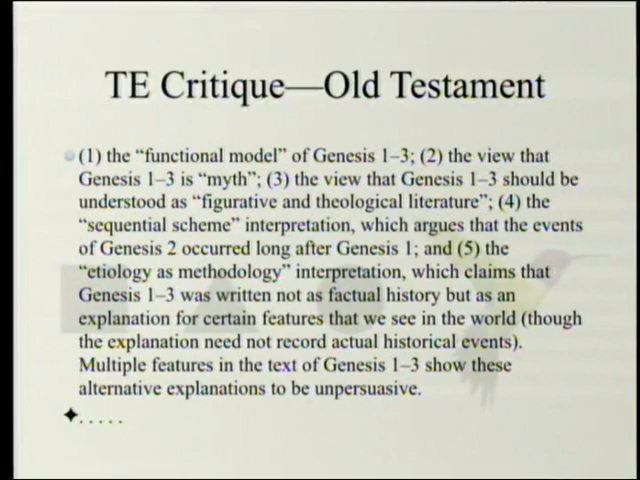 TE Critique—Old Testament
(1) the “functional model” of Genesis 1–3; (2) the view that
Genesis 1–3 is “myth”; (3) the view that Genesis 1–3 should be
understood as “figurative and theological literature”; (4) the
“sequential scheme” interpretation, which argues that the events
of Genesis 2 occurred long after Genesis 1; and (5) the
“etiology as methodology” interpretation, which claims that
Genesis 1–3 was written not as factual history but as an
explanation for certain features that we see in the world (though
the explanation need not record actual historical events).
Multiple features in the text of Genesis 1–3 show these
alternative explanations to be unpersuasive.
. . . . .